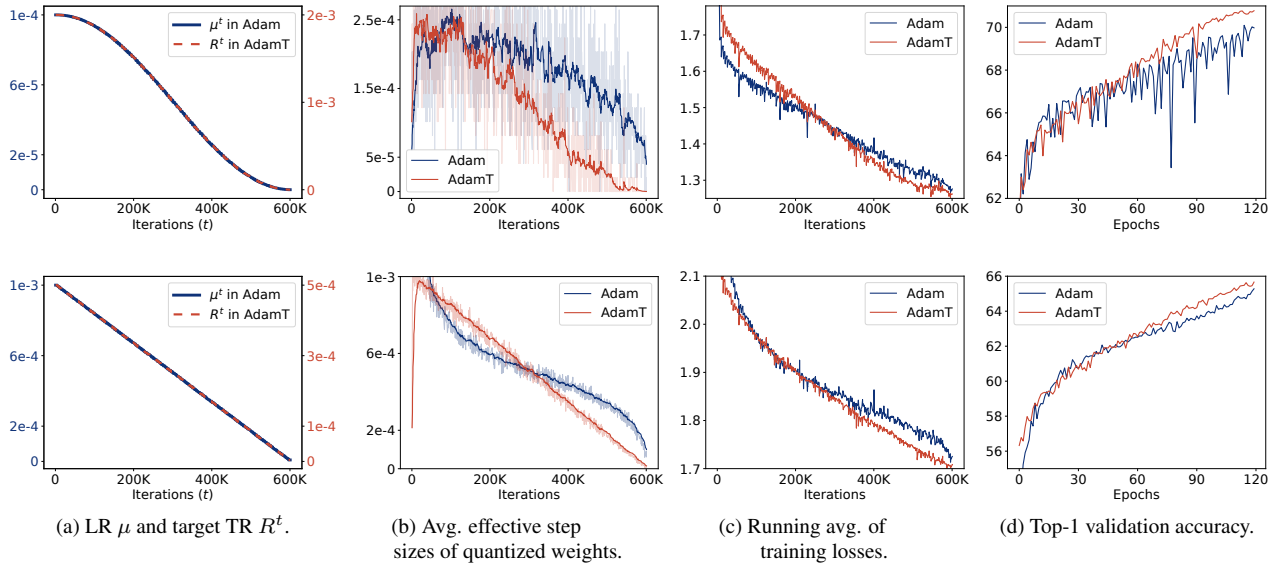 1e-4
6e-5
2e-5
0
2e-3
1e-3
0
μ^t in Adam
R^t in AdamT
0 200K 400K 600K
Iterations (t)
2.5e-4
1.5e-4
5e-5
0
Adam
AdamT
0 200K 400K 600K
Iterations
1.7
1.6
1.5
1.4
1.3
Adam
AdamT
0 200K 400K 600K
Iterations
70
68
66
64
62
Adam
AdamT
0 30 60 90 120
Epochs
1e-3
6e-4
2e-4
0
5e-4
3e-4
1e-4
0
μ^t in Adam
R^t in AdamT
0 200K 400K 600K
Iterations (t)
1e-3
6e-4
2e-4
0
Adam
AdamT
0 200K 400K 600K
Iterations
2.1
2.0
1.9
1.8
1.7
Adam
AdamT
0 200K 400K 600K
Iterations
66
64
62
60
58
56
Adam
AdamT
0 30 60 90 120
Epochs
(a) LR μ and target TR R^t.
(b) Avg. effective step
sizes of quantized weights.
(c) Running avg. of
training losses.
(d) Top-1 validation accuracy.